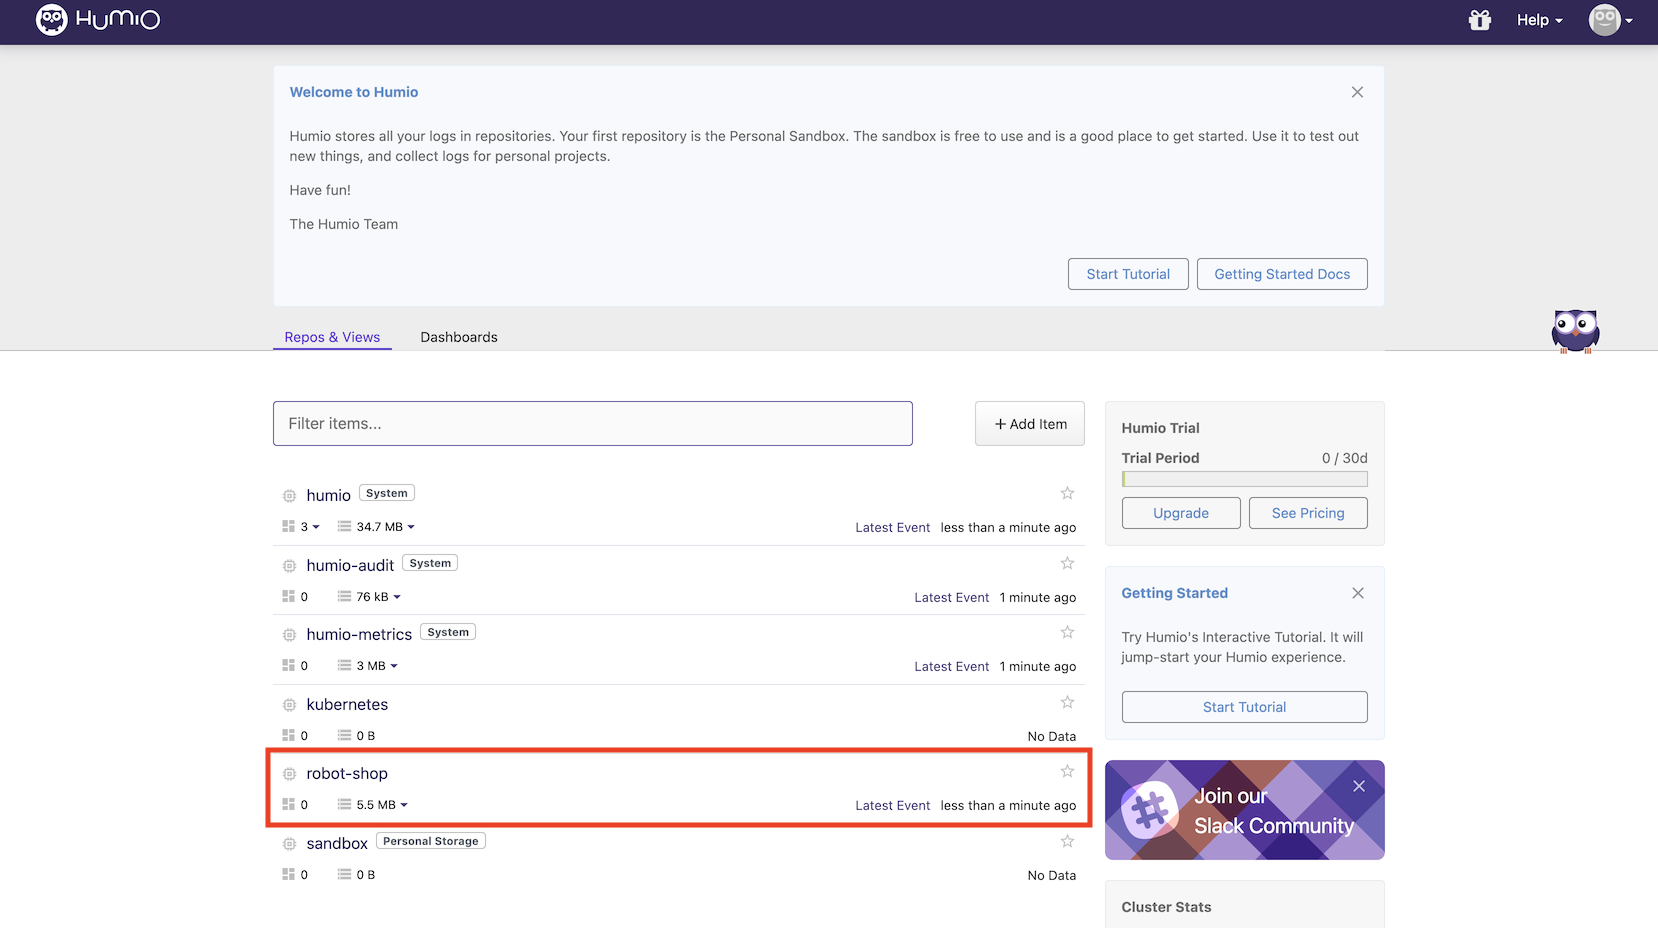 Humio
Help
Welcome to Humio
Humio stores all your logs in repositories. Your first repository is the Personal Sandbox. The sandbox is free to use and is a good place to get started. Use it to test out
new things, and collect logs for personal projects.
Have fun!
The Humio Team
Start Tutorial
Getting Started Docs
Repos & Views
Dashboards
Filter items...
+ Add Item
humio System
3 34.7 MB
Latest Event less than a minute ago
humio-audit System
0 76 kB
Latest Event 1 minute ago
humio-metrics System
0 3 MB
Latest Event 1 minute ago
kubernetes
0 0 B
No Data
robot-shop
0 5.5 MB
Latest Event less than a minute ago
sandbox Personal Storage
0 0 B
No Data
Humio Trial
Trial Period 0 / 30d
Upgrade
See Pricing
Getting Started
Try Humio's Interactive Tutorial. It will
jump-start your Humio experience.
Start Tutorial
Join our
Slack Community
Cluster Stats